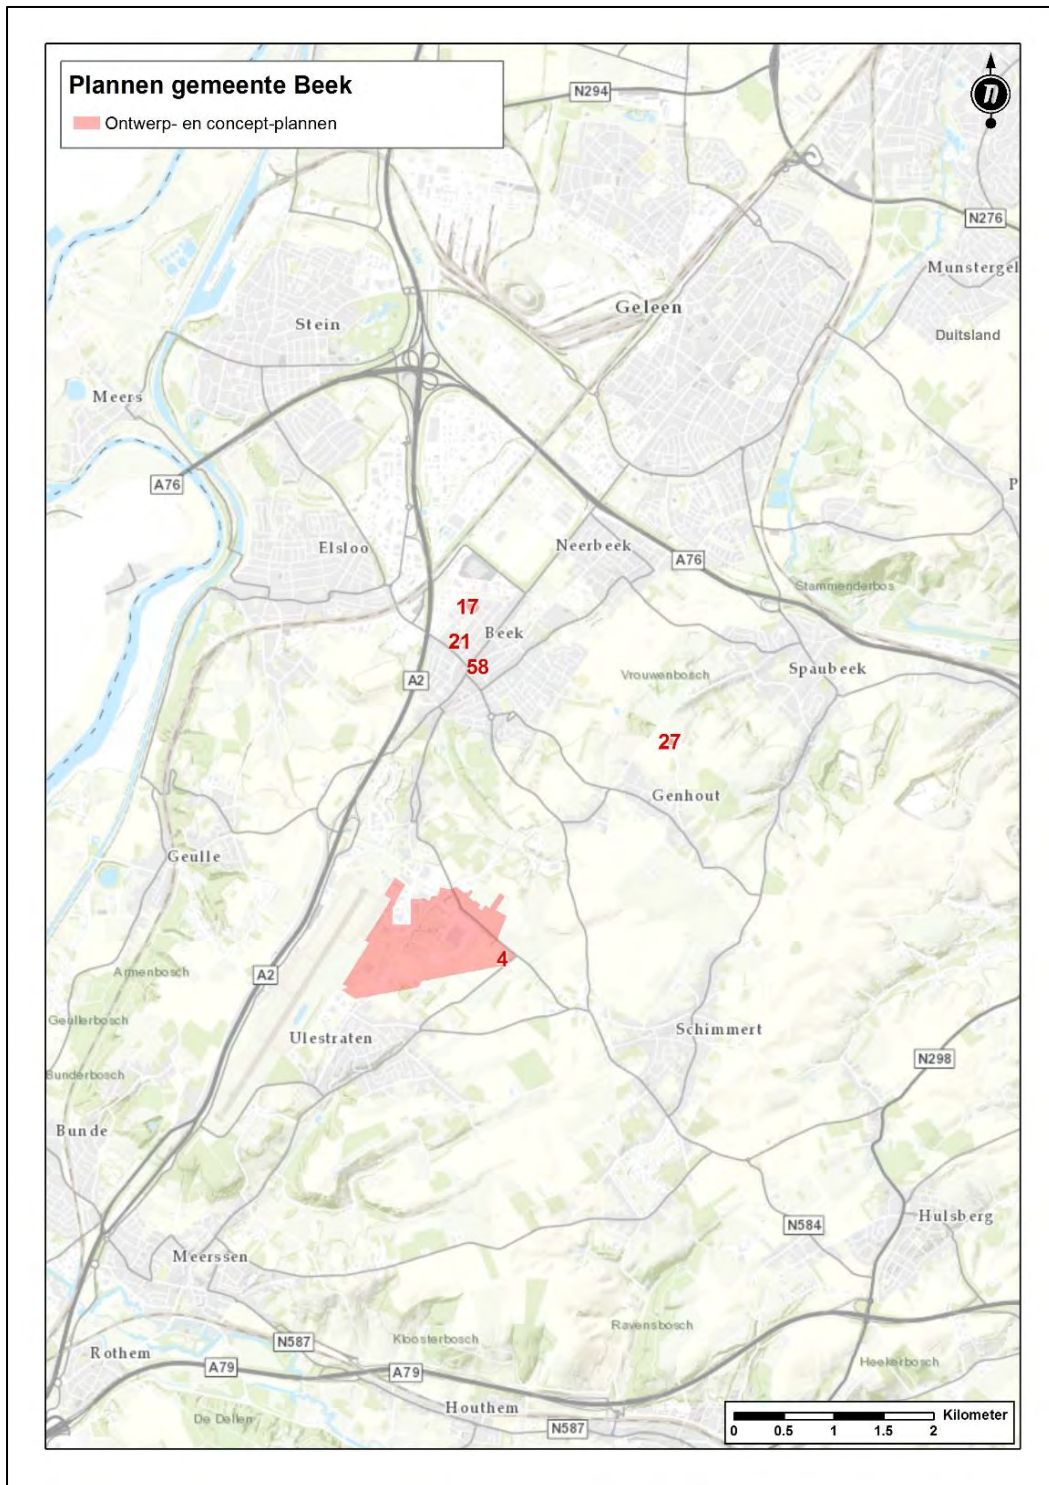 Plannen gemeente Beek
Ontwerp- en concept-plannen
n
N294
N276
Munstergel
Geleen
Stein
Duitsland
Meers
A76
P
Elsloo
Neerbeek
A76
Stammenderbos
17
21
Beek
58
Spaubeek
A2
Vrouwenbosch
27
Genhout
Geulle
4
Armenbosch
A2
Geullerbosch
Ulestraten
Schimmert
N298
Bunderbosch
Bunde
Hulsberg
N584
Meerssen
Ravensbosch
Kloosterbosch
N587
Rothem
A79
A79
Heekerbosch
Houthem
De Dellen
N587
Kilometer
0 0.5 1 1.5 2